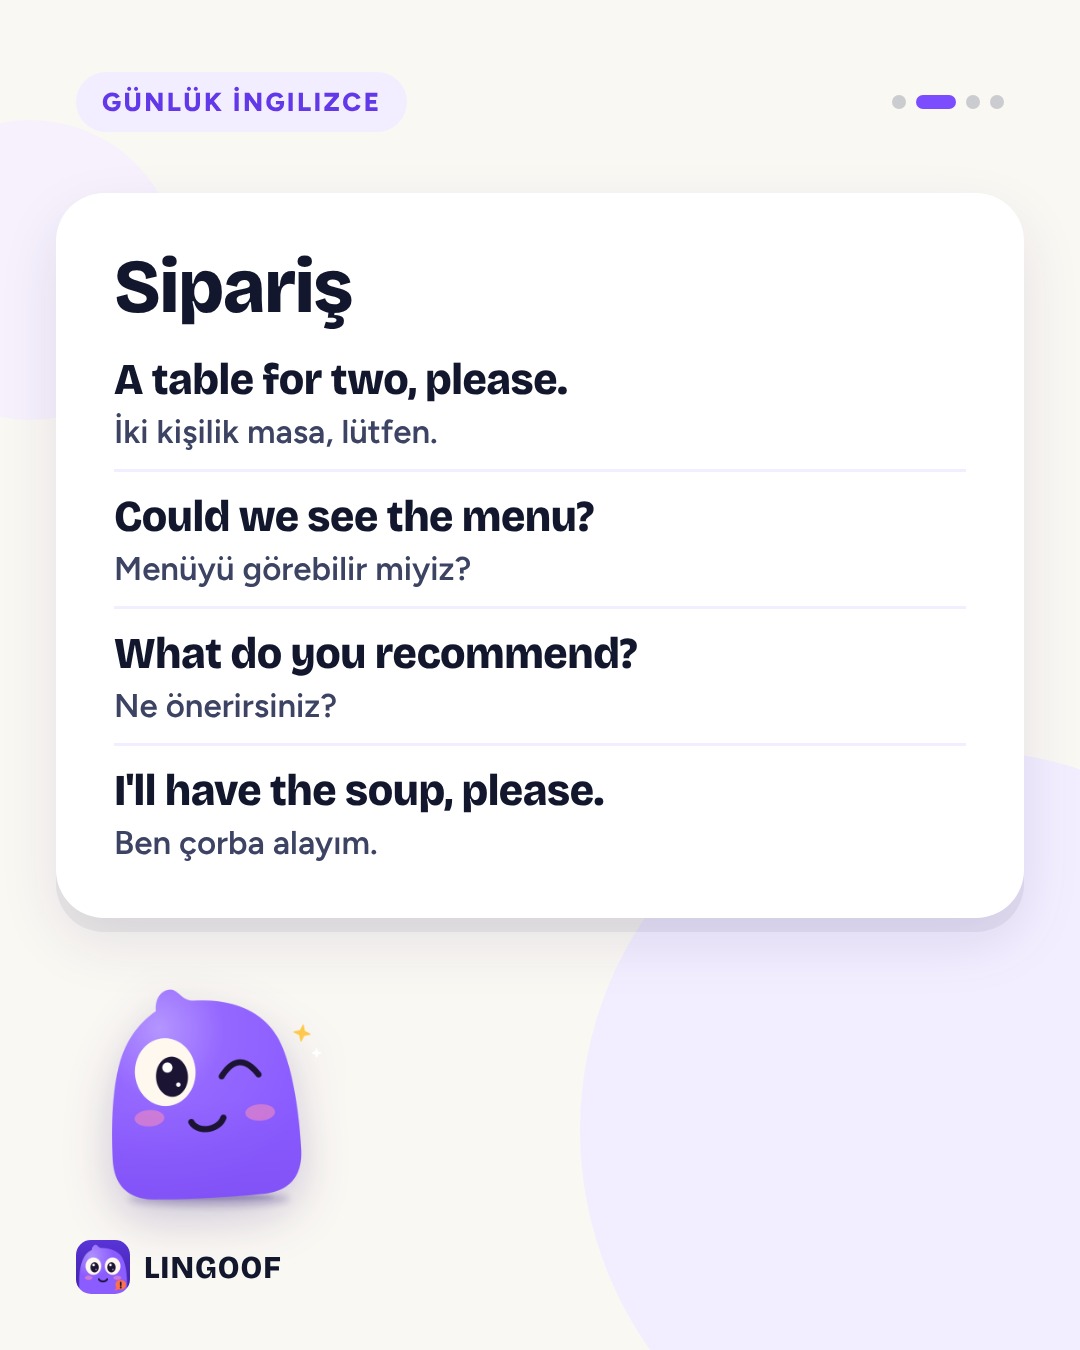 GÜNLÜK İNGILIZCE
Sipariş
A table for two, please.
İki kişilik masa, lütfen.
Could we see the menu?
Menüyü görebilir miyiz?
What do you recommend?
Ne önerirsiniz?
I'll have the soup, please.
Ben çorba alayım.
LINGOOF